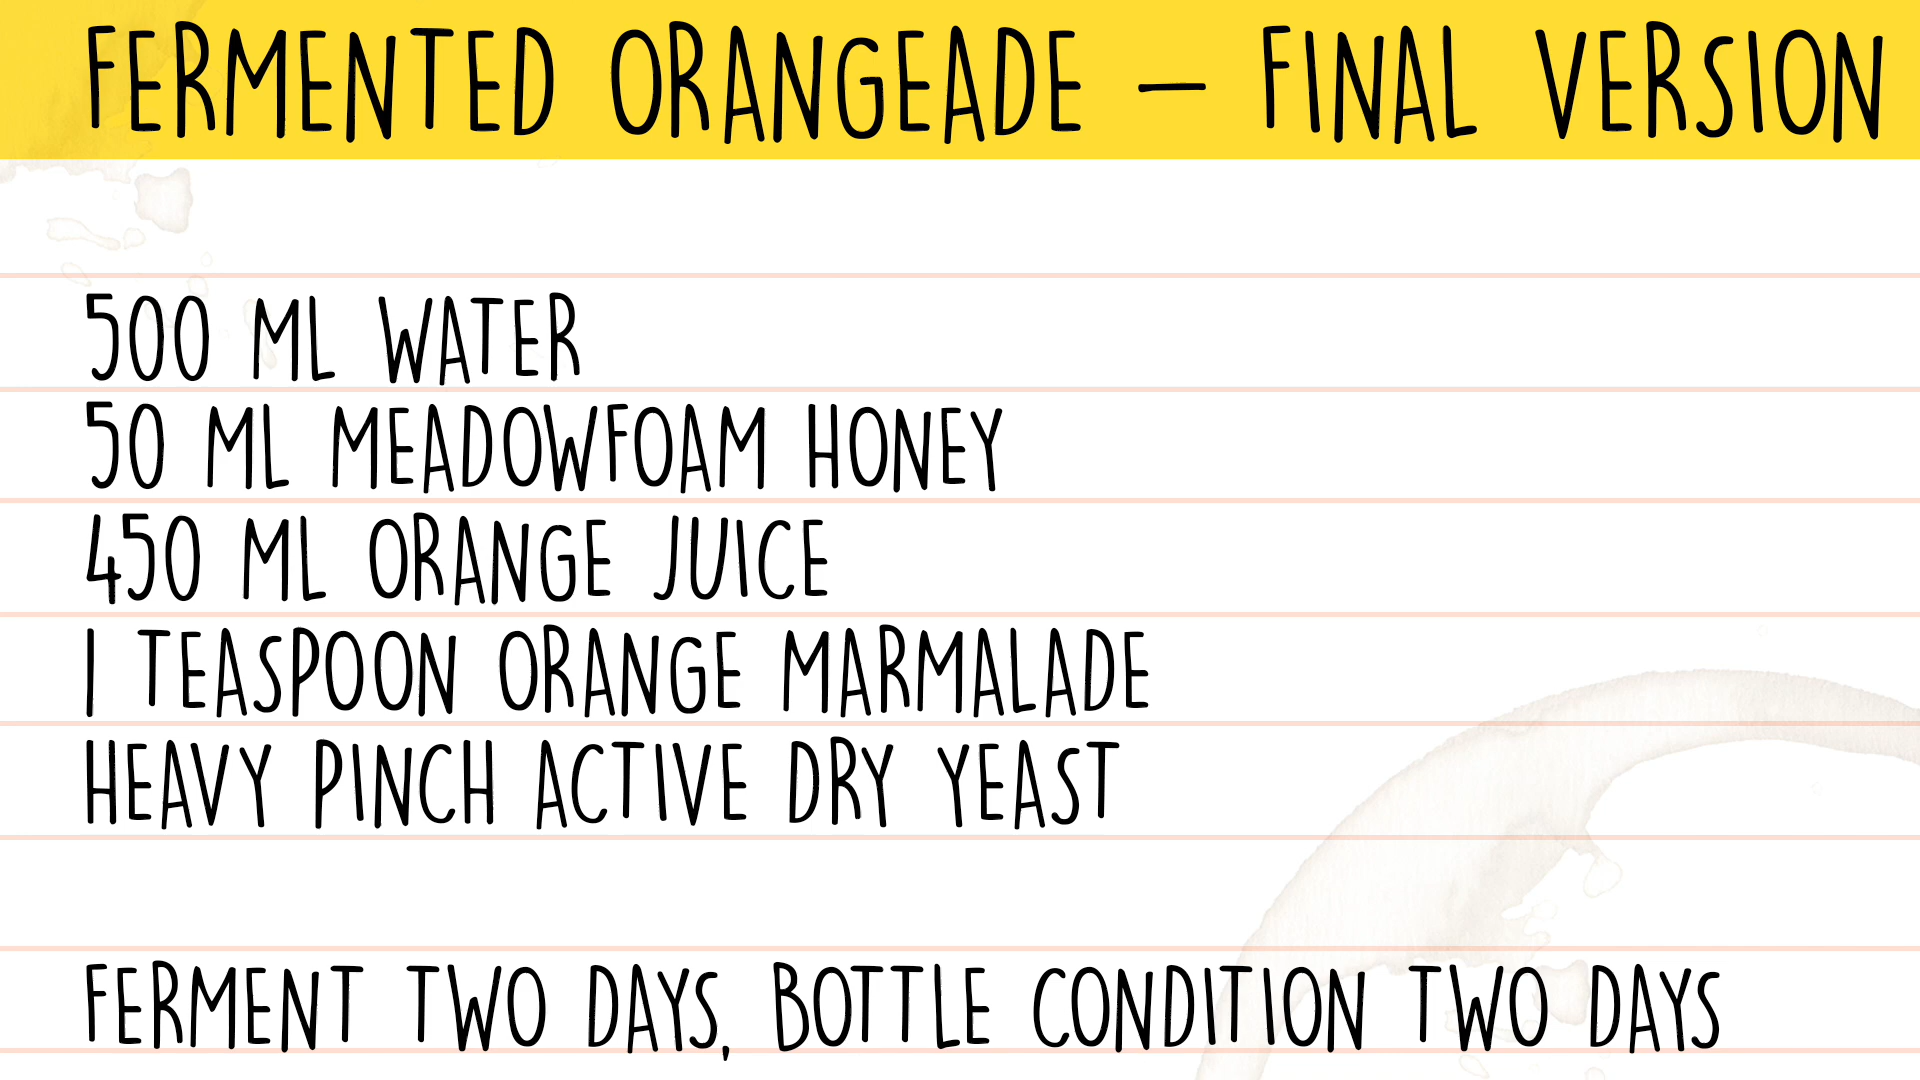 FERMENTED ORANGEADE – FINAL VERSION
500 ML WATER
50 ML MEADOWFOAM HONEY
450 ML ORANGE JUICE
1 TEASPOON ORANGE MARMALADE
HEAVY PINCH ACTIVE DRY YEAST
FERMENT TWO DAYS, BOTTLE CONDITION TWO DAYS